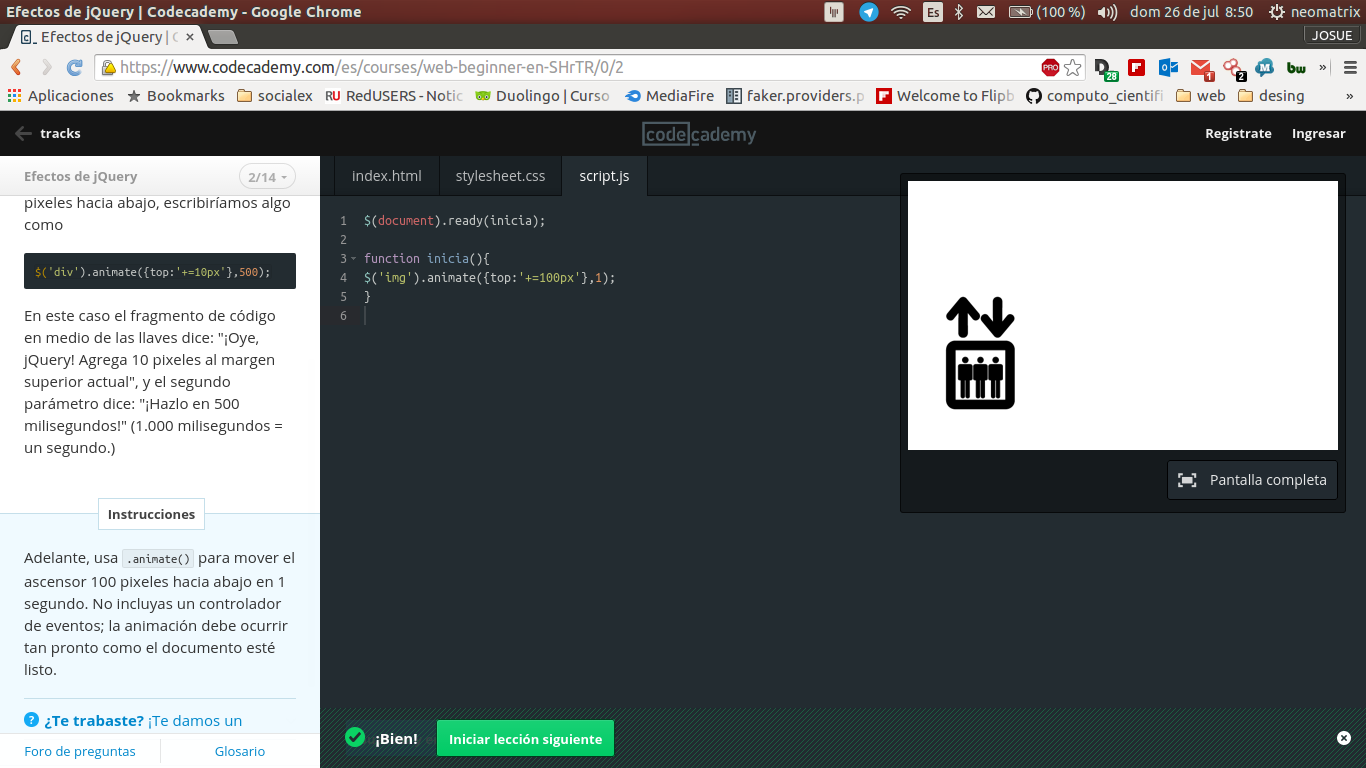 Efectos de jQuery | Codecademy - Google Chrome
Es (100 %) dom 26 de jul 8:50 neomatrix
Efectos de jQuery | C
JOSUE
https://www.codecademy.com/es/courses/web-beginner-en-SHrTR/0/2
PRO 28 1 2 bw »
Aplicaciones Bookmarks socialex RU RedUSERS - Notic Duolingo | Curso MediaFire faker.providers.p Welcome to Flipb computo_cientifi web desing »
tracks
codecademy
Registrate Ingresar
Efectos de jQuery 2/14
pixeles hacia abajo, escribiríamos algo
como
$('div').animate({top:'+=10px'},500);
En este caso el fragmento de código
en medio de las llaves dice: "¡Oye,
jQuery! Agrega 10 pixeles al margen
superior actual", y el segundo
parámetro dice: "¡Hazlo en 500
milisegundos!" (1.000 milisegundos =
un segundo.)
Instrucciones
Adelante, usa .animate() para mover el
ascensor 100 pixeles hacia abajo en 1
segundo. No incluyas un controlador
de eventos; la animación debe ocurrir
tan pronto como el documento esté
listo.
? ¿Te trabaste? ¡Te damos un
Foro de preguntas Glosario
index.html stylesheet.css script.js
1 $(document).ready(inicia);
2
3 function inicia(){
4 $('img').animate({top:'+=100px'},1);
5 }
6
Pantalla completa
¡Bien! Iniciar lección siguiente